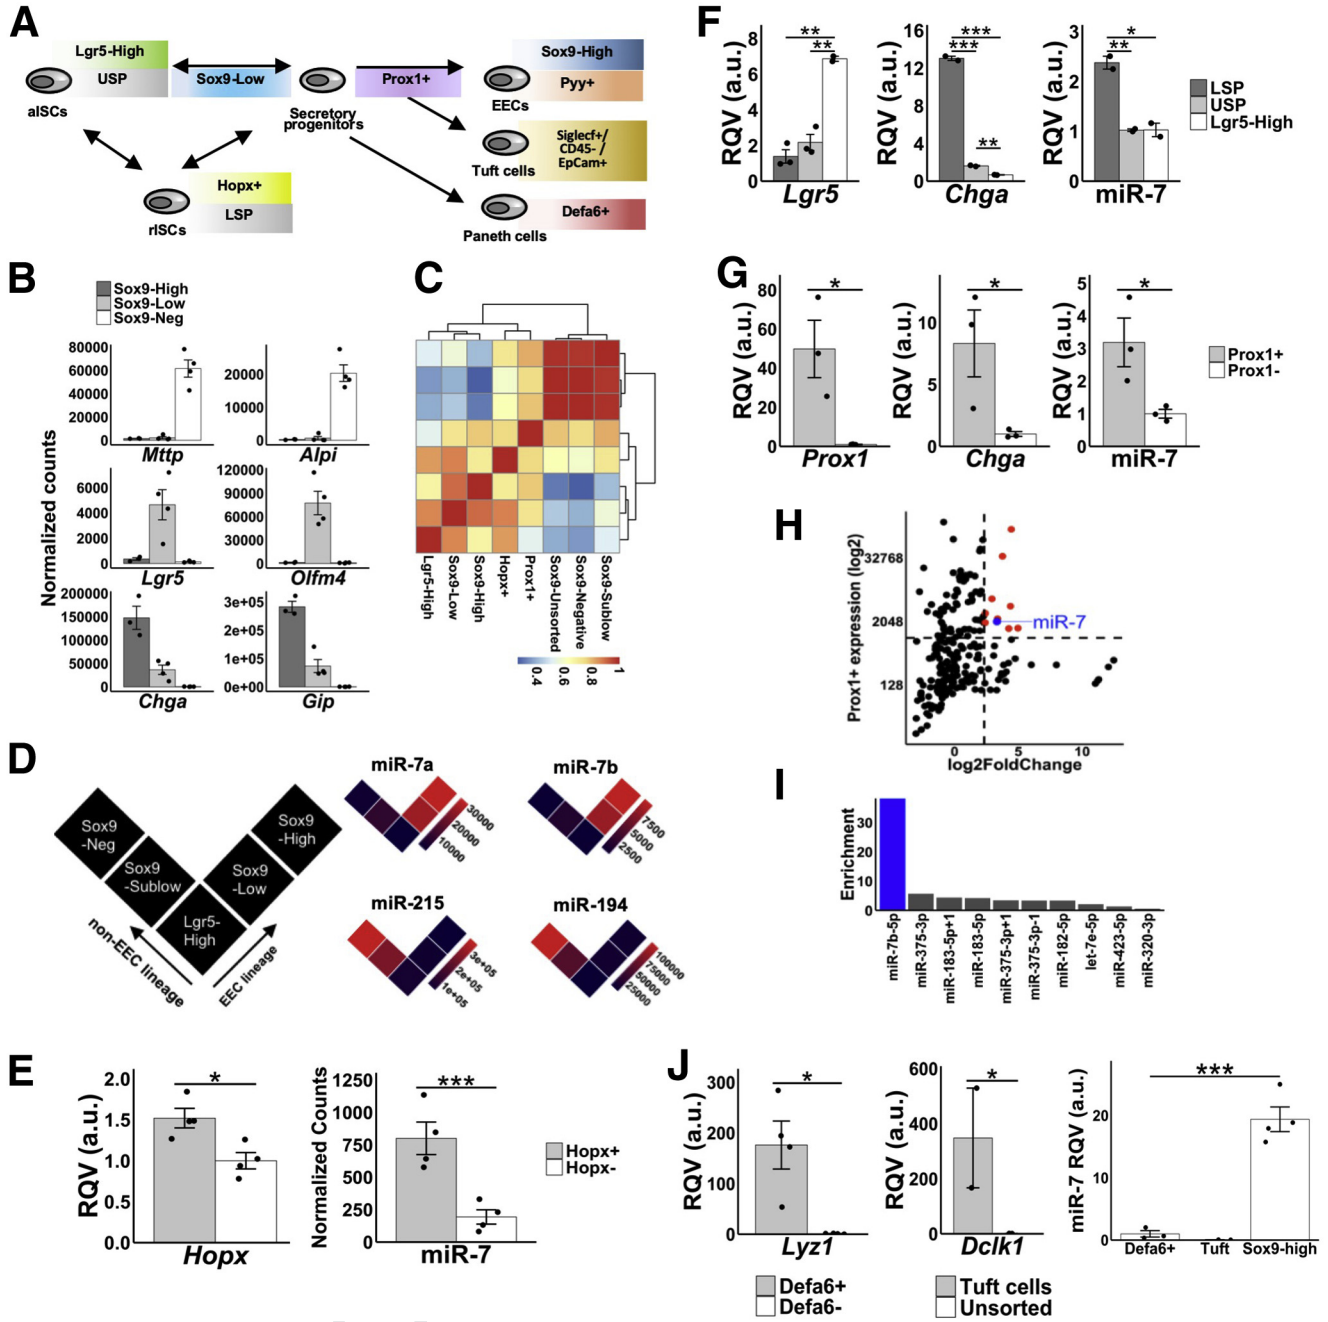 A
Lgr5-High
USP
aISCs
Sox9-Low
Secretory
progenitors
Prox1+
Sox9-High
Pyy+
EECs
Siglecf+/
CD45- /
EpCam+
Tuft cells
Defa6+
Paneth cells
Hopx+
LSP
rISCs
B
Sox9-High
Sox9-Low
Sox9-Neg
Normalized counts
80000
60000
40000
20000
0
Mttp
20000
10000
0
Alpi
6000
4000
2000
0
Lgr5
120000
90000
60000
30000
0
Olfm4
200000
150000
100000
50000
0
Chga
3e+05
2e+05
1e+05
0e+00
Gip
C
Lgr5-High
Sox9-Low
Sox9-High
Hopx+
Prox1+
Sox9-Unsorted
Sox9-Negative
Sox9-Sublow
0.4
0.6
0.8
1
D
Sox9
-Neg
Sox9
-Sublow
Lgr5-
High
Sox9
-Low
Sox9
-High
non-EEC lineage
EEC lineage
miR-7a
30000
20000
10000
miR-7b
7500
5000
2500
miR-215
3e+05
2e+05
1e+05
miR-194
100000
75000
50000
25000
E
RQV (a.u.)
2.0
1.5
1.0
0.5
0.0
*
Hopx
Normalized Counts
1250
1000
750
500
250
0
***
miR-7
Hopx+
Hopx-
F
RQV (a.u.)
8
6
4
2
0
**
**
Lgr5
RQV (a.u.)
16
12
8
4
0
***
***
**
Chga
RQV (a.u.)
3
2
1
0
*
**
miR-7
LSP
USP
Lgr5-High
G
RQV (a.u.)
80
60
40
20
0
*
Prox1
RQV (a.u.)
10
5
0
*
Chga
RQV (a.u.)
5
4
3
2
1
0
*
miR-7
Prox1+
Prox1-
H
Prox1+ expression (log2)
32768
2048
128
miR-7
0
5
10
log2FoldChange
I
Enrichment
30
20
10
0
miR-7b-5p
miR-375-3p
miR-183-5p+1
miR-183-5p
miR-375-3p+1
miR-375-3p-1
miR-182-5p
let-7e-5p
miR-423-5p
miR-320-3p
J
RQV (a.u.)
300
200
100
0
*
Lyz1
Defa6+
Defa6-
RQV (a.u.)
600
400
200
0
*
Dclk1
Tuft cells
Unsorted
miR-7 RQV (a.u.)
20
10
0
***
Defa6+
Tuft
Sox9-high